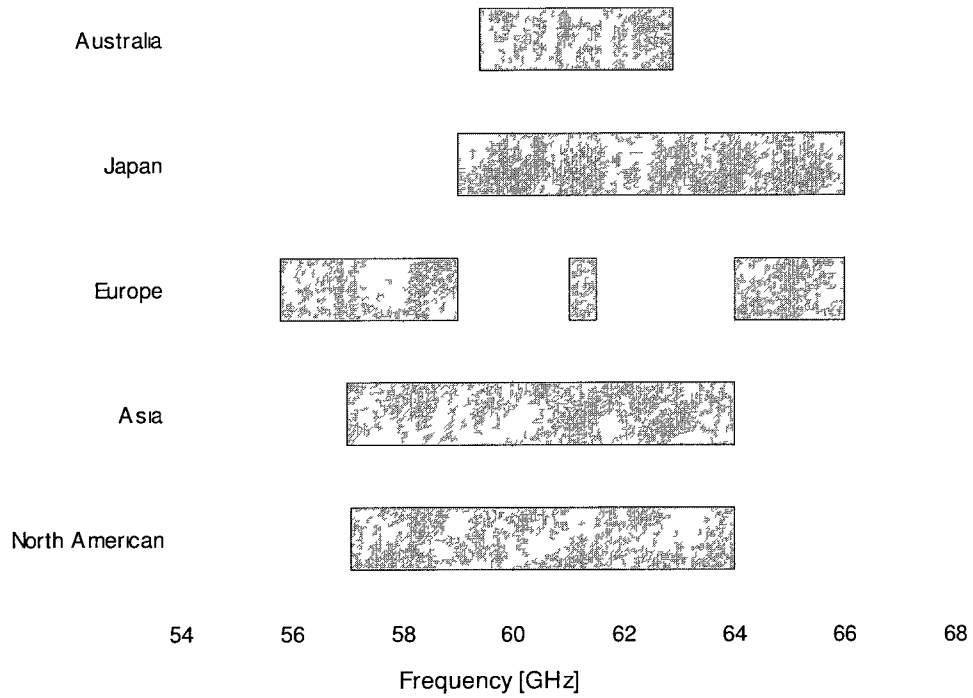 Australia
Japan
Europe
Asia
North American
54 56 58 60 62 64 66 68
Frequency [GHz]